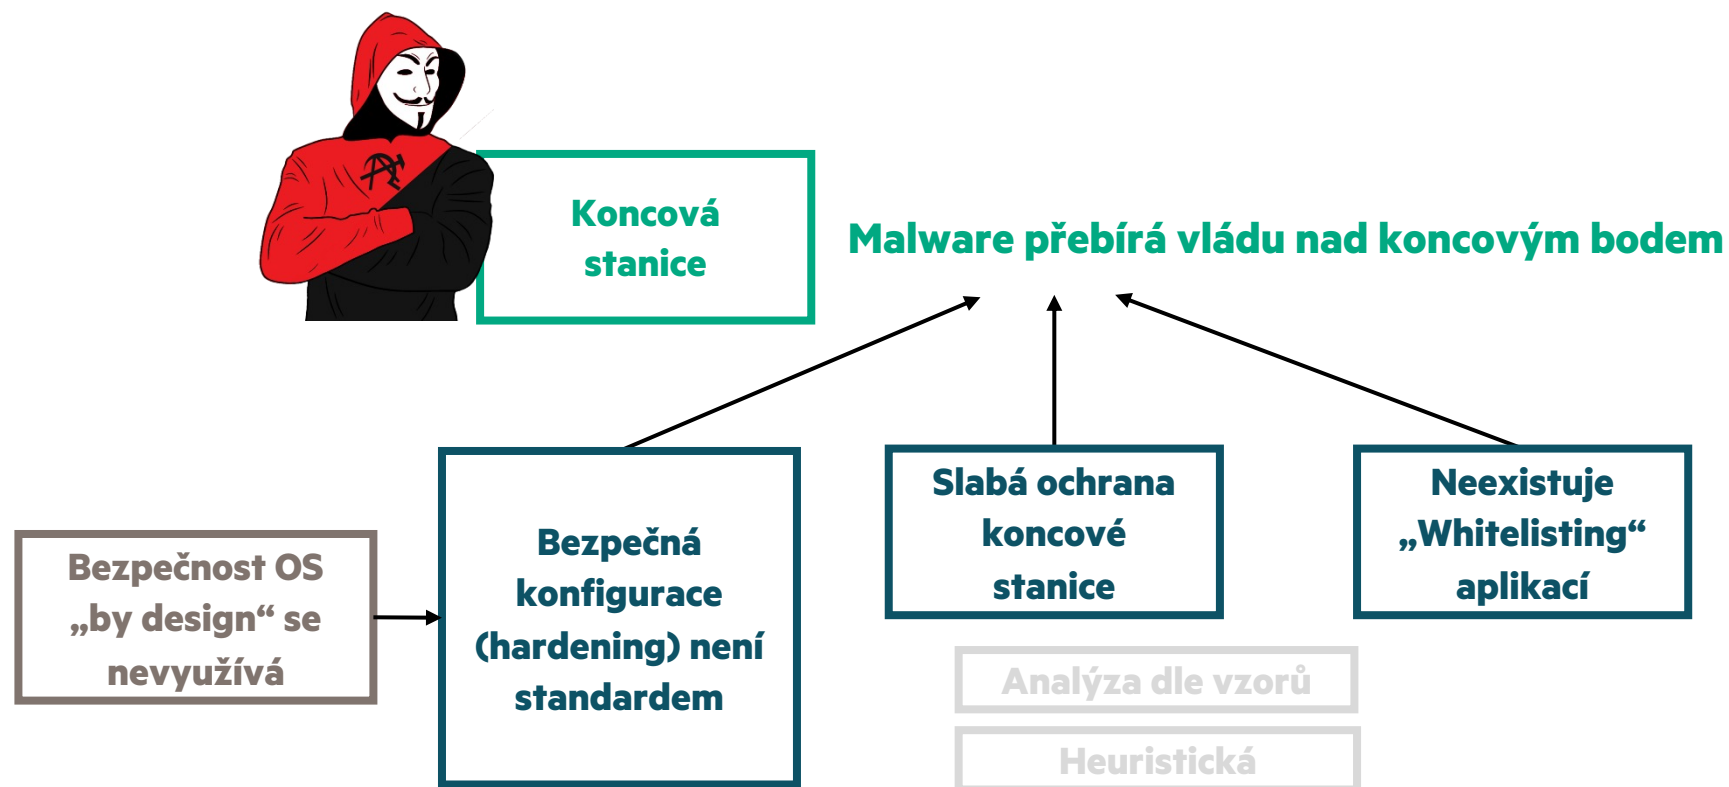 Koncová
stanice
Malware přebírá vládu nad koncovým bodem
Bezpečnost OS
„by design“ se
nevyužívá
Bezpečná
konfigurace
(hardening) není
standardem
Slabá ochrana
koncové
stanice
Neexistuje
„Whitelisting“
aplikací
Analýza dle vzorů
Heuristická